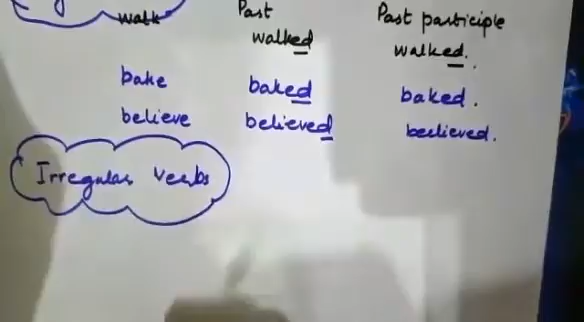 Past Past participle
walk walked walked.
bake baked baked.
believe believed beelieved.
Irregular Verbs